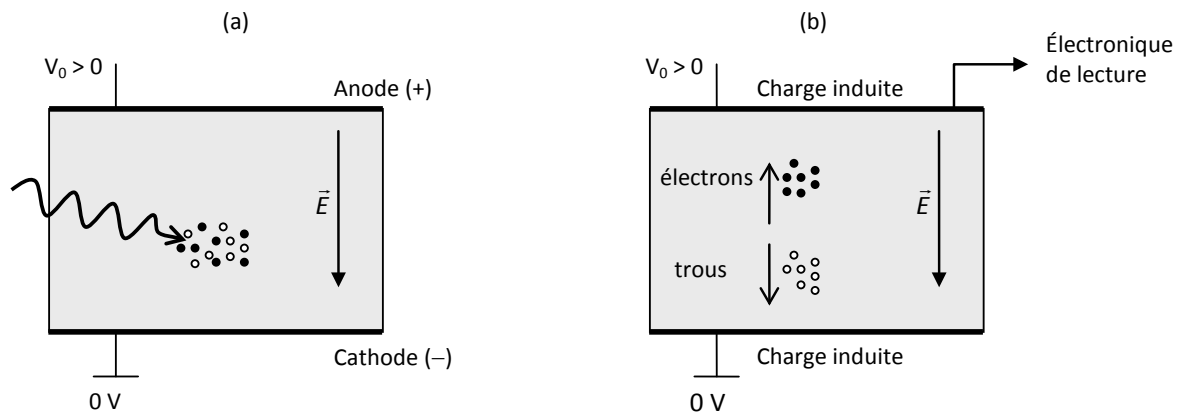 (a)
V₀ > 0
Anode (+)
E⃗
Cathode (−)
0 V
(b)
Électronique
de lecture
V₀ > 0
Charge induite
électrons
E⃗
trous
Charge induite
0 V